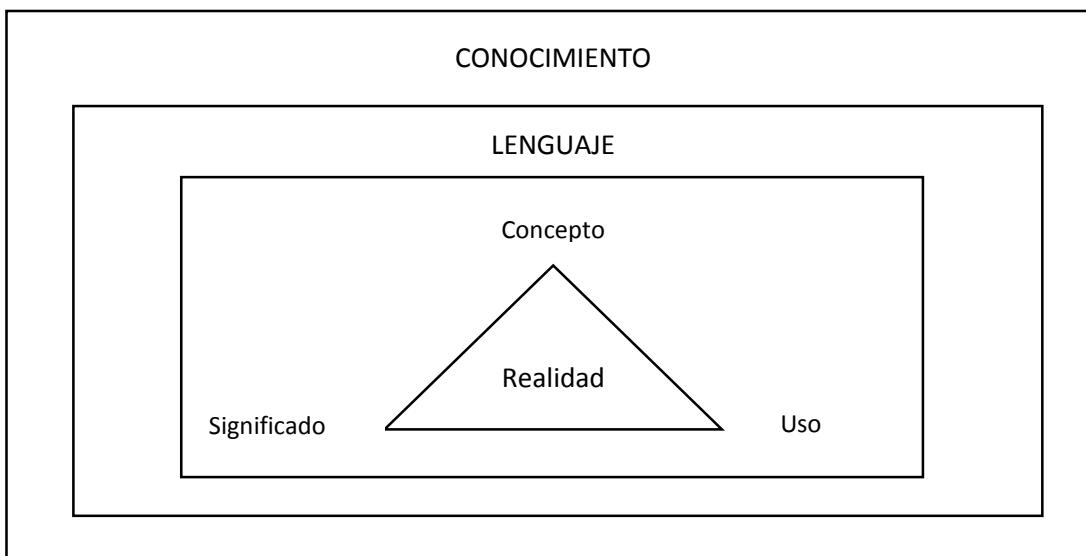 CONOCIMIENTO
LENGUAJE
Concepto
Realidad
Significado
Uso